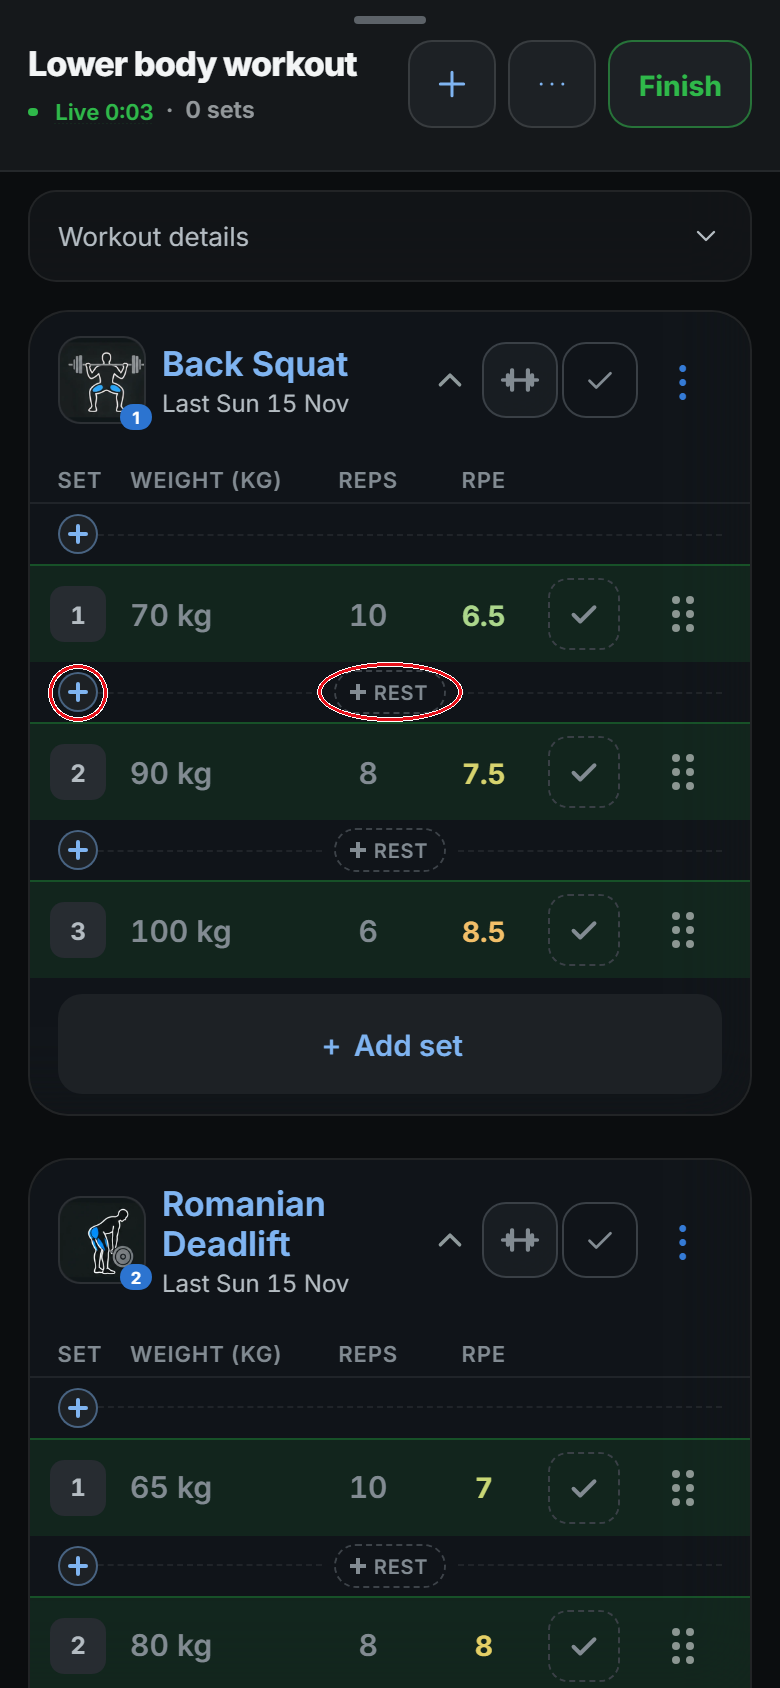 Lower body workout
Live 0:03 · 0 sets
+
...
Finish
Workout details
Back Squat
1
Last Sun 15 Nov
SET WEIGHT (KG) REPS RPE
+
1 70 kg 10 6.5
+ + REST
2 90 kg 8 7.5
+ + REST
3 100 kg 6 8.5
+ Add set
Romanian
Deadlift
2
Last Sun 15 Nov
SET WEIGHT (KG) REPS RPE
+
1 65 kg 10 7
+ + REST
2 80 kg 8 8